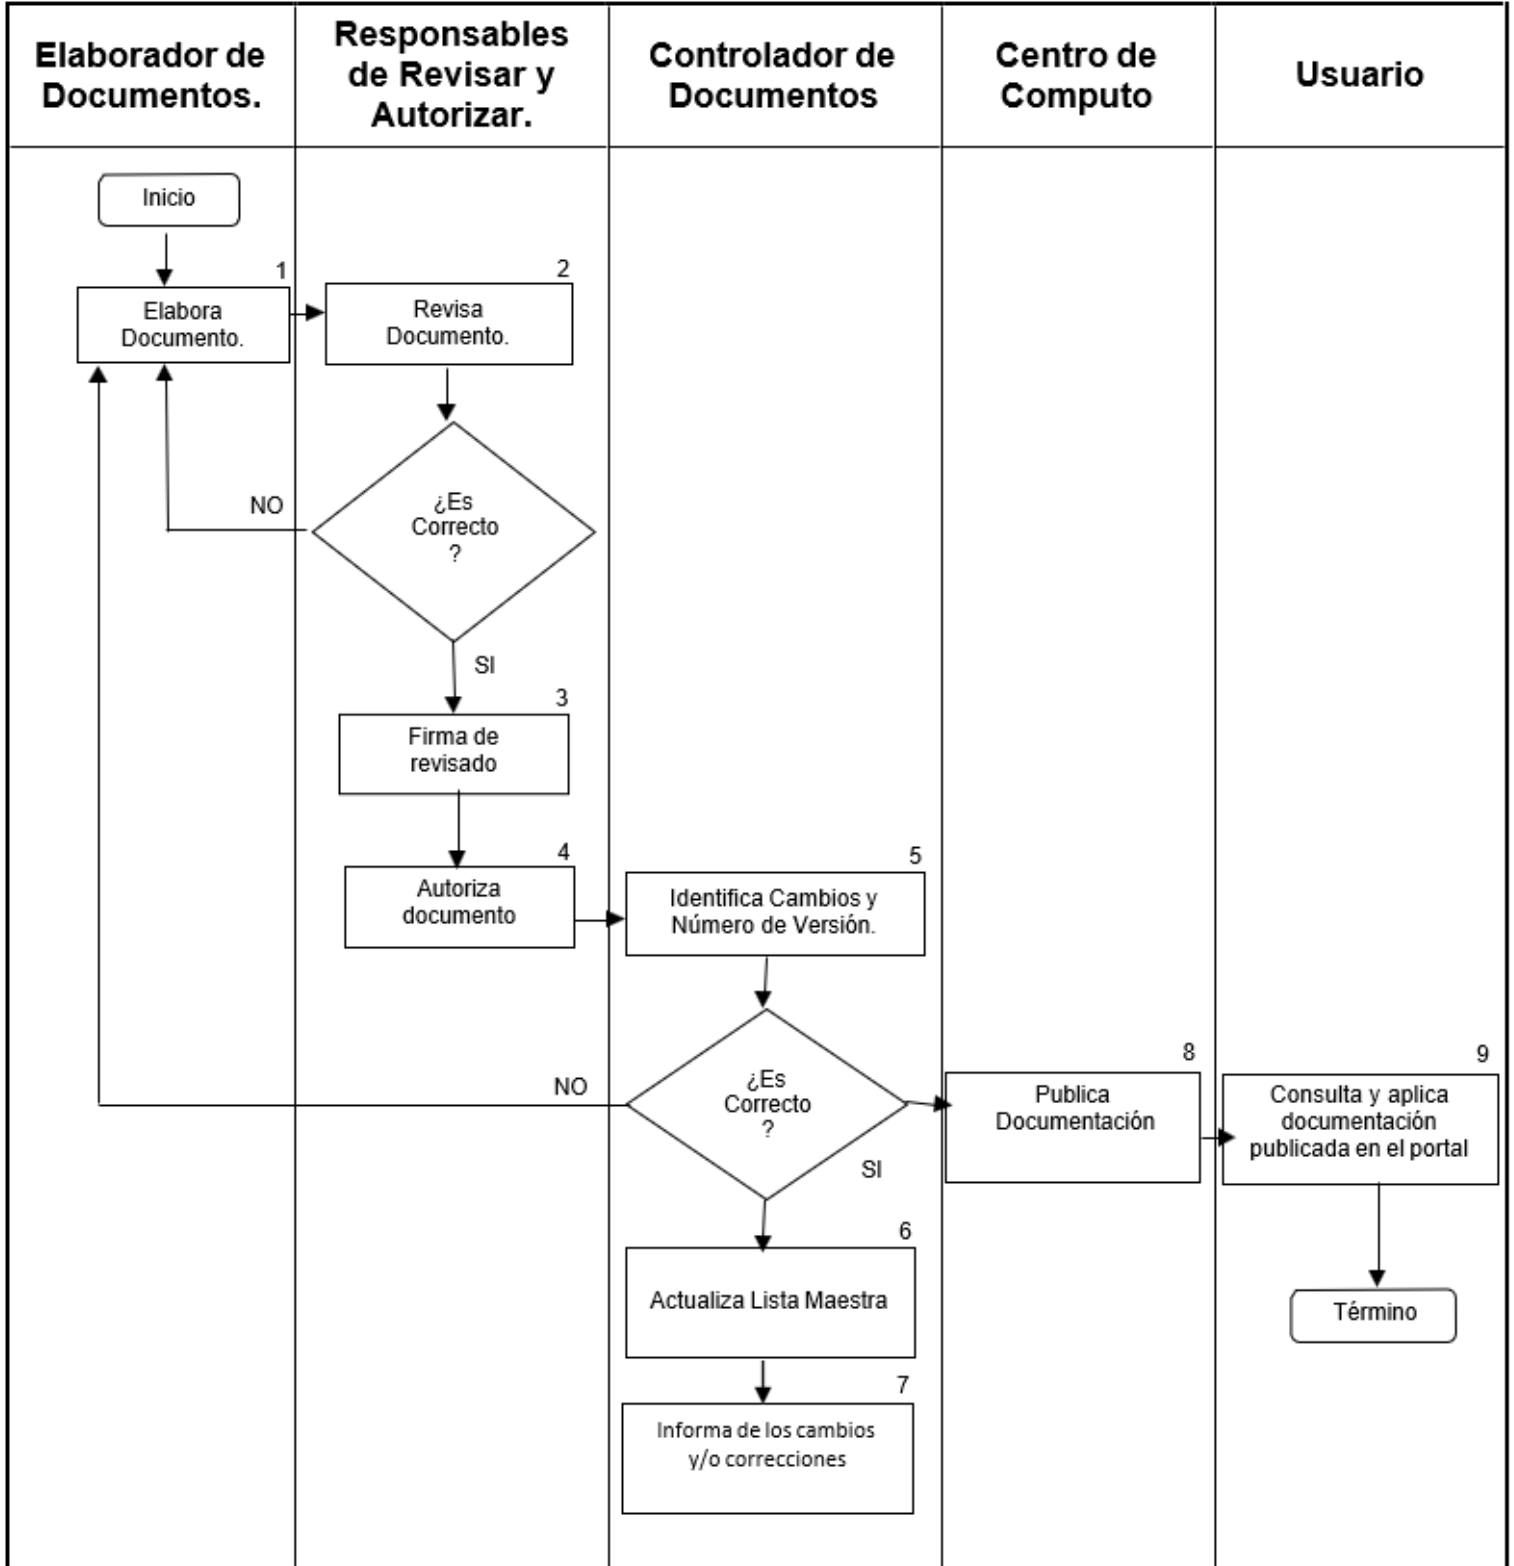 Elaborador de
Documentos.
Responsables
de Revisar y
Autorizar.
Controlador de
Documentos
Centro de
Computo
Usuario
Inicio
1
Elabora
Documento.
2
Revisa
Documento.
¿Es
Correcto
?
NO
SI
3
Firma de
revisado
4
Autoriza
documento
5
Identifica Cambios y
Número de Versión.
¿Es
Correcto
?
NO
SI
6
Actualiza Lista Maestra
7
Informa de los cambios
y/o correcciones
8
Publica
Documentación
9
Consulta y aplica
documentación
publicada en el portal
Término